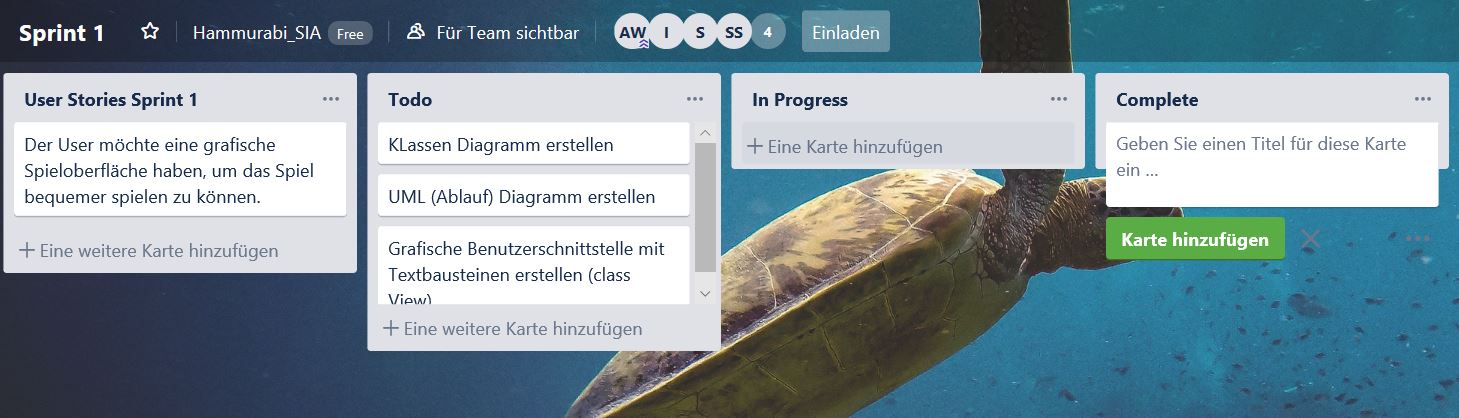 Sprint 1
Hammurabi_SIA Free
Für Team sichtbar
AW I S SS 4
Einladen
User Stories Sprint 1
Der User möchte eine grafische
Spieloberfläche haben, um das Spiel
bequemer spielen zu können.
+ Eine weitere Karte hinzufügen
Todo
KLassen Diagramm erstellen
UML (Ablauf) Diagramm erstellen
Grafische Benutzerschnittstelle mit
Textbausteinen erstellen (class
View)
+ Eine weitere Karte hinzufügen
In Progress
+ Eine Karte hinzufügen
Complete
Geben Sie einen Titel für diese Karte
ein ...
Karte hinzufügen